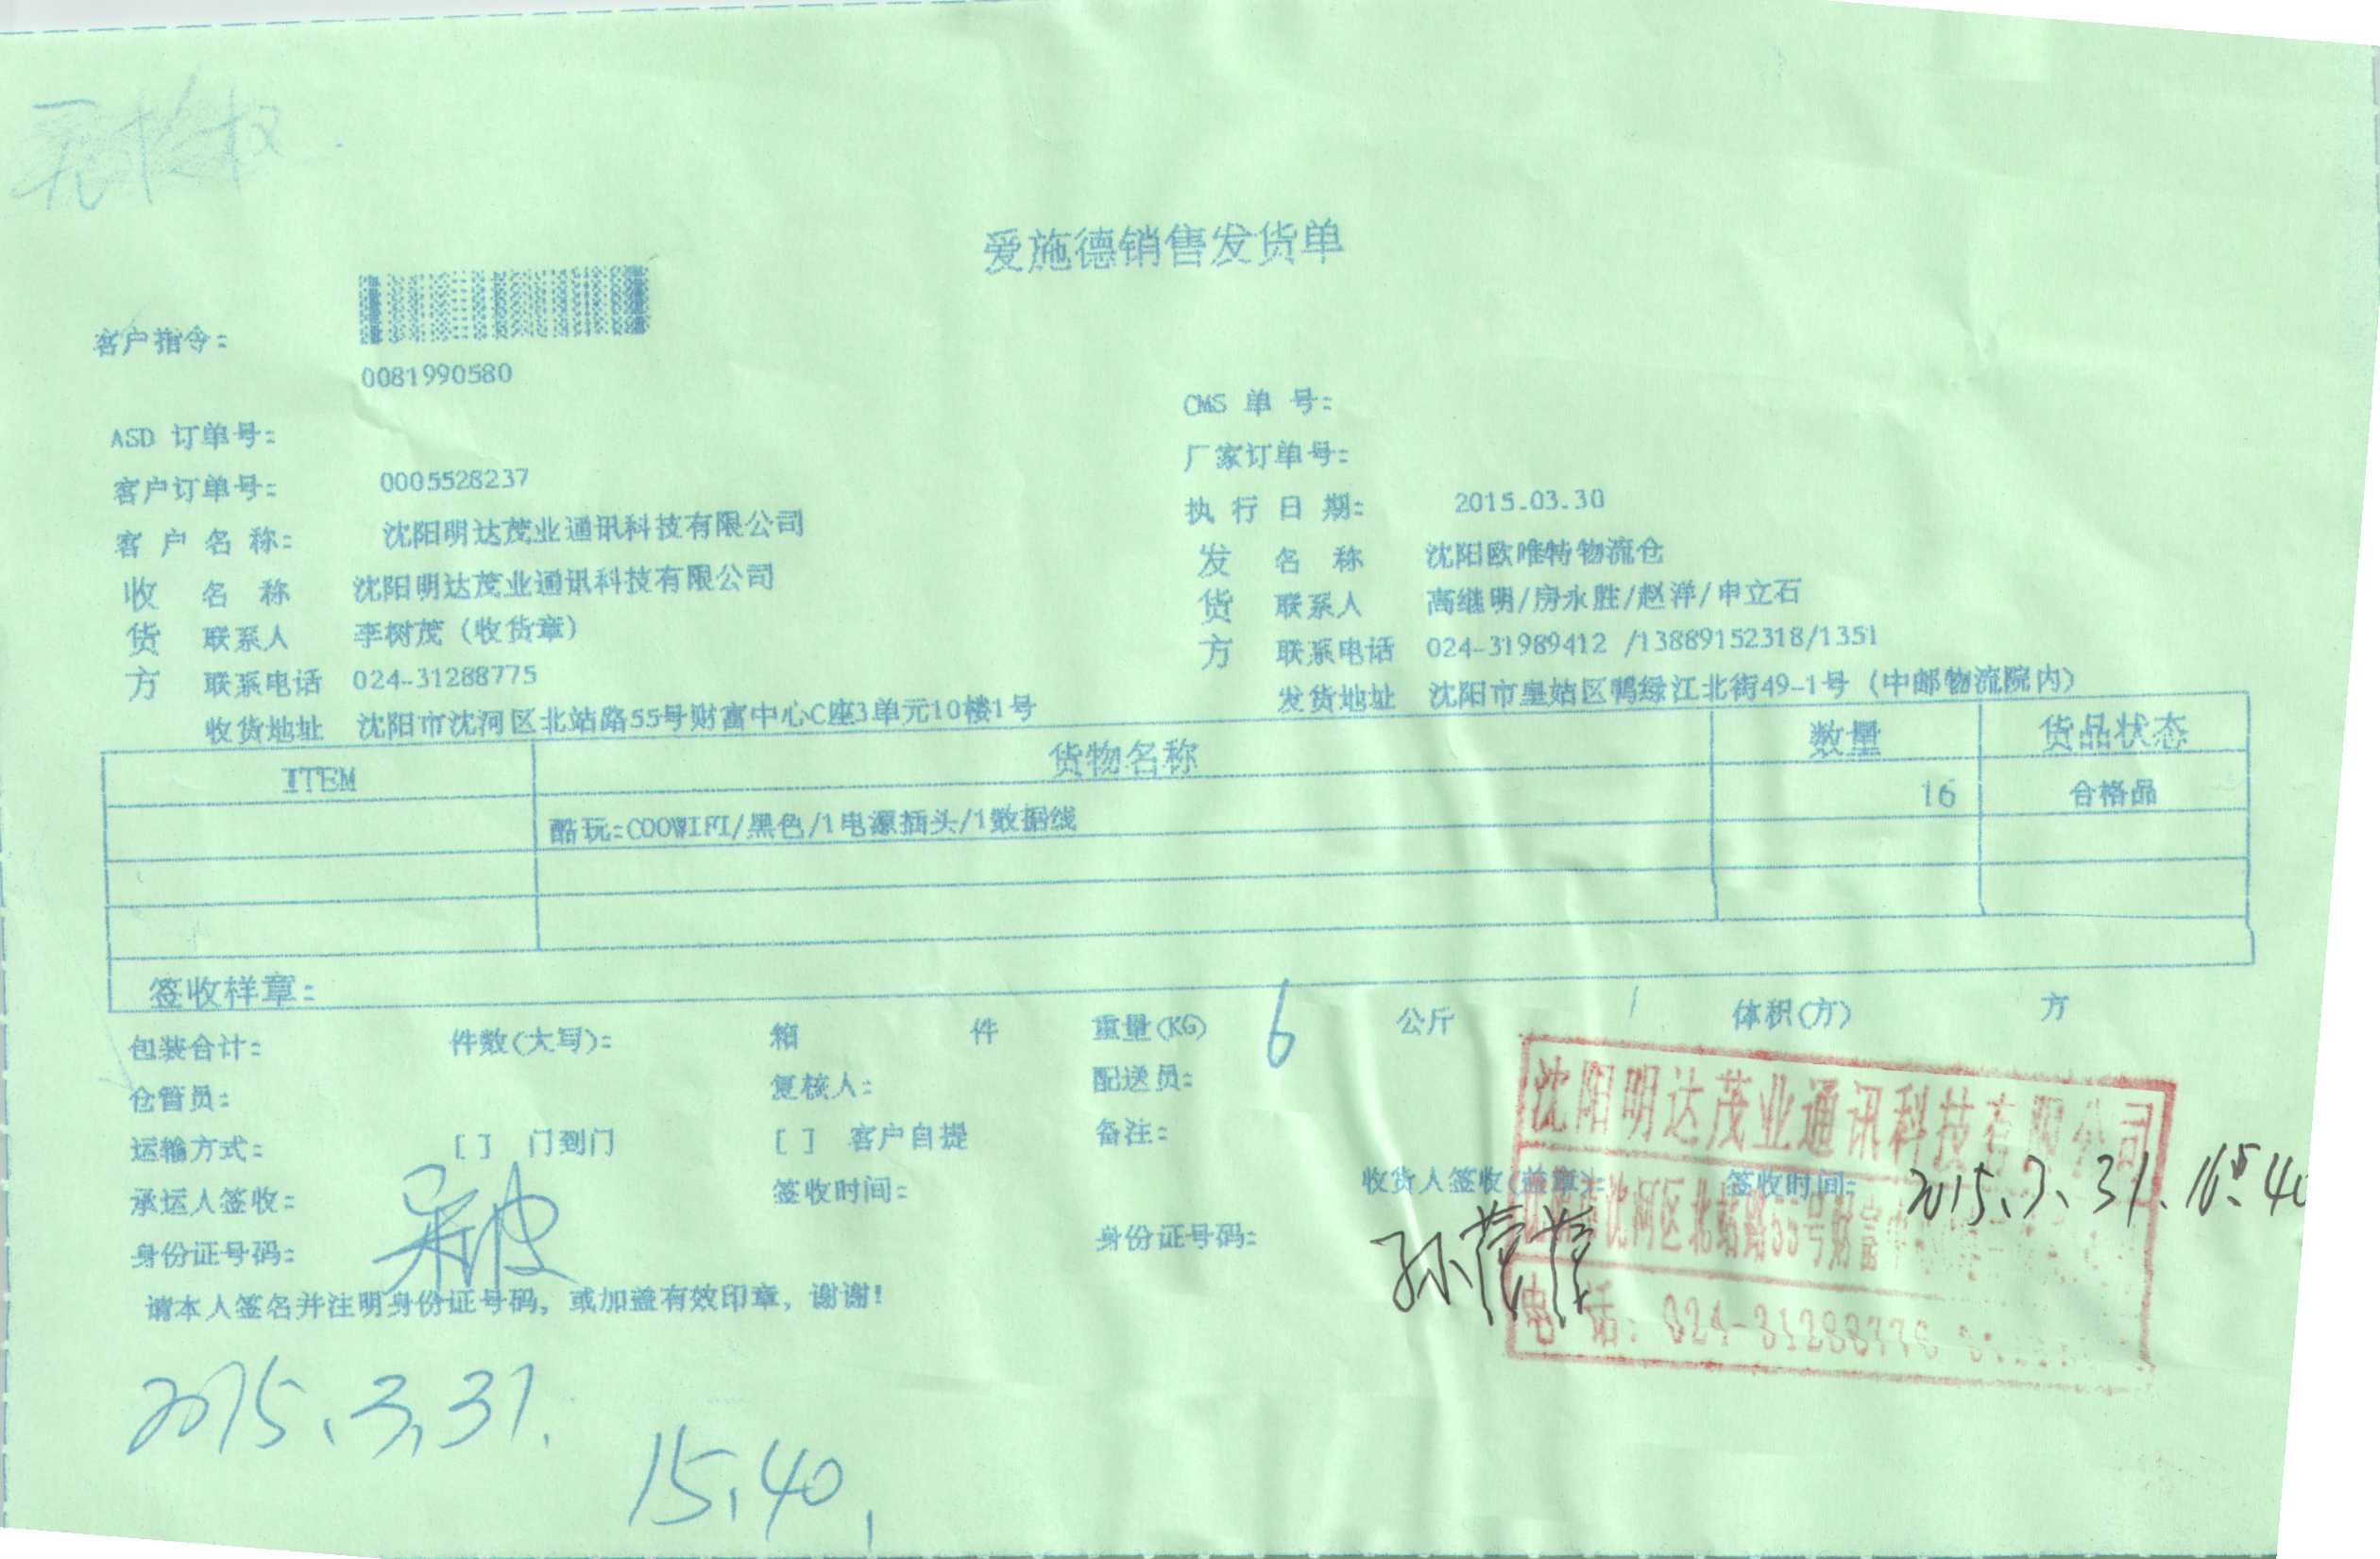 爱施德销售发货单
客户指令:
0081990580
CMS 单 号:
ASD 订单号:
厂家订单号:
客户订单号: 0005528237
执 行 日 期: 2015.03.30
客 户 名 称: 沈阳明达茂业通讯科技有限公司
发 名 称 沈阳欧唯特物流仓
收 名 称 沈阳明达茂业通讯科技有限公司
货 联系人 高继明/房永胜/赵洋/申立石
货 联系人 李树茂(收货章)
方 联系电话 024-31989412 /13889152318/1351
方 联系电话 024-31288775
发货地址 沈阳市皇姑区鸭绿江北街49-1号(中邮物流院内)
收货地址 沈阳市沈河区北站路55号财富中心C座3单元10楼1号
ITEM 货物名称 数量 货品状态
酷玩:COOWIFI/黑色/1电源插头/1数据线 16 合格品
签收样章:
包装合计: 件数(大写): 箱 件 重量(KG) 6 公斤 体积(方) 方
仓管员: 复核人: 配送员:
运输方式: [ ] 门到门 [ ] 客户自提 备注:
承运人签收: 签收时间: 收货人签收(盖章): 签收时间: 2015.3.31. 15:40
身份证号码: 身份证号码:
请本人签名并注明身份证号码,或加盖有效印章,谢谢!
沈阳明达茂业通讯科技有限公司
沈河区北站路55号财富中
电 话: 024-3128877
2015.3.31.
15.40.